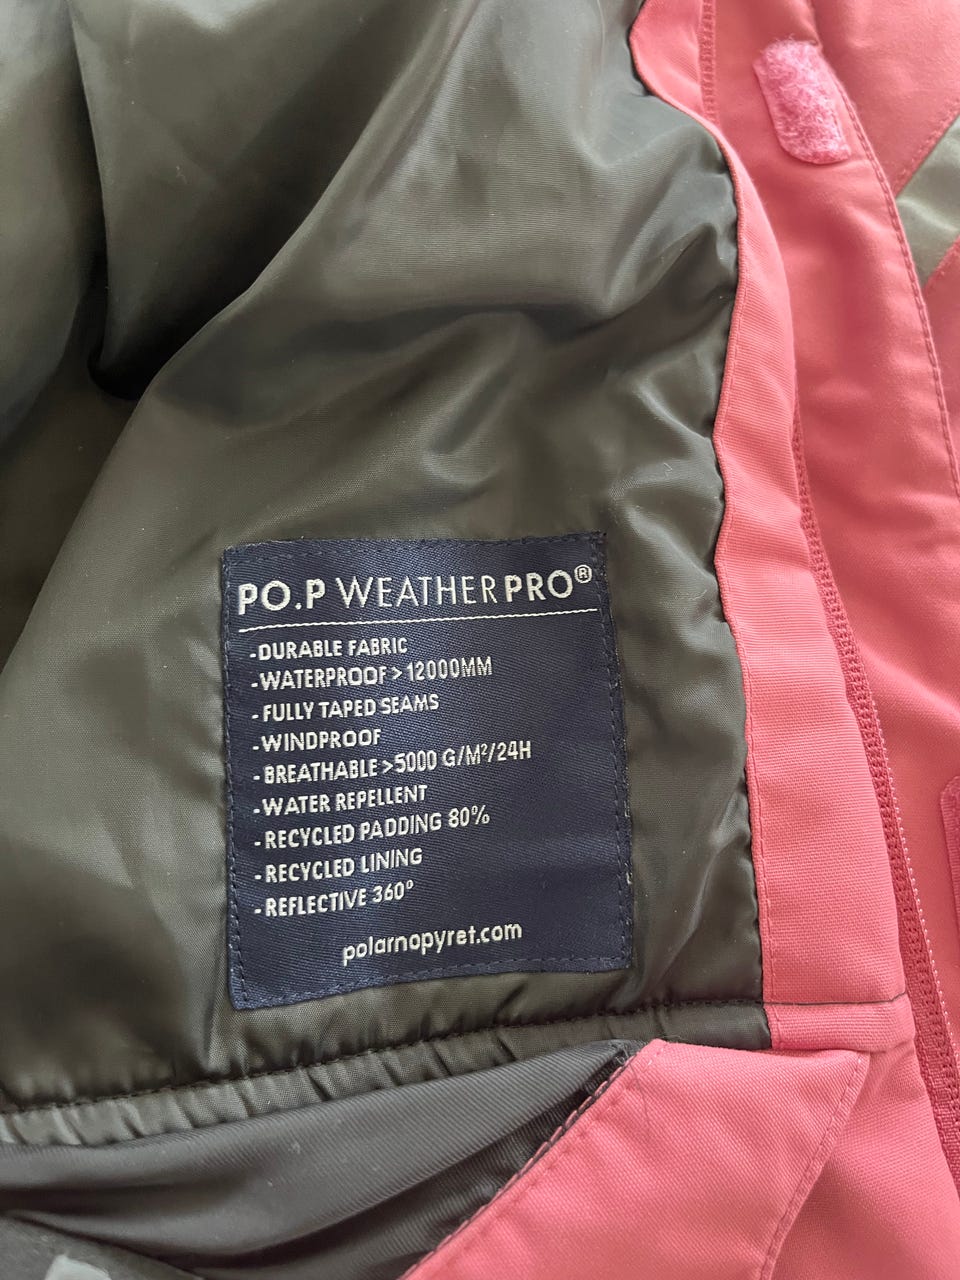 PO.P WEATHERPRO®
-DURABLE FABRIC
-WATERPROOF>12000MM
-FULLY TAPED SEAMS
-WINDPROOF
-BREATHABLE>5000 G/M²/24H
-WATER REPELLENT
-RECYCLED PADDING 80%
-RECYCLED LINING
-REFLECTIVE 360°
polarnopyret.com